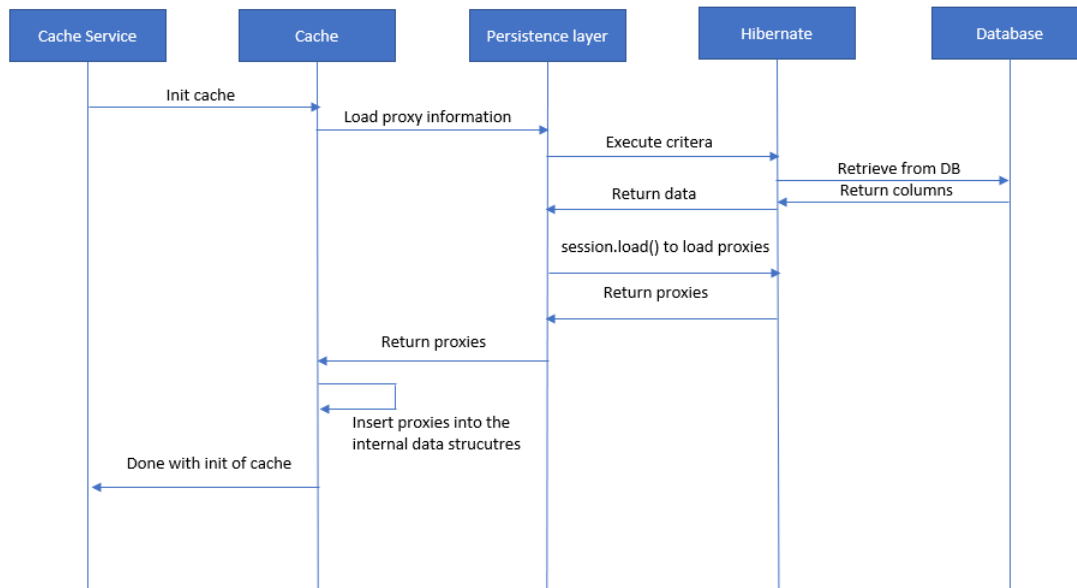 Cache Service
Cache
Persistence layer
Hibernate
Database
Init cache
Load proxy information
Execute critera
Retrieve from DB
Return columns
Return data
session.load() to load proxies
Return proxies
Return proxies
Insert proxies into the
internal data strucutres
Done with init of cache